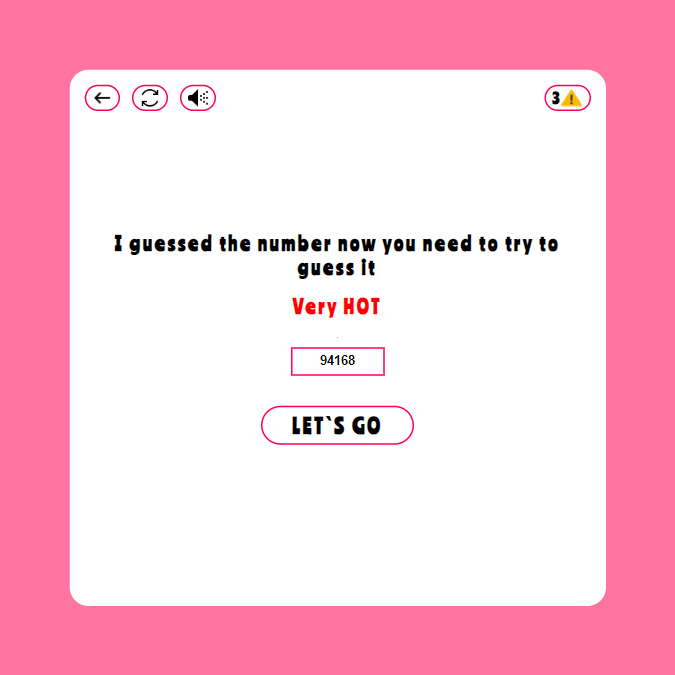 3
I guessed the number now you need to try to
guess it
Very HOT
94168
LET`S GO